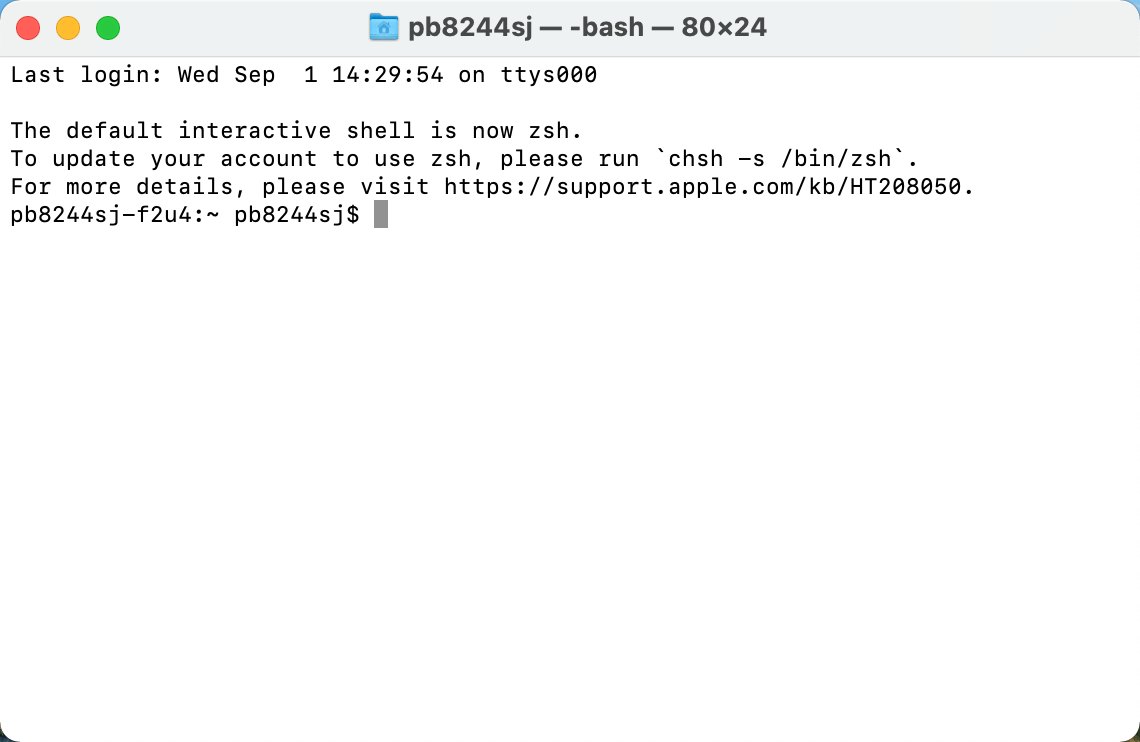 pb8244sj — -bash — 80×24
Last login: Wed Sep  1 14:29:54 on ttys000

The default interactive shell is now zsh.
To update your account to use zsh, please run `chsh -s /bin/zsh`.
For more details, please visit https://support.apple.com/kb/HT208050.
pb8244sj-f2u4:~ pb8244sj$